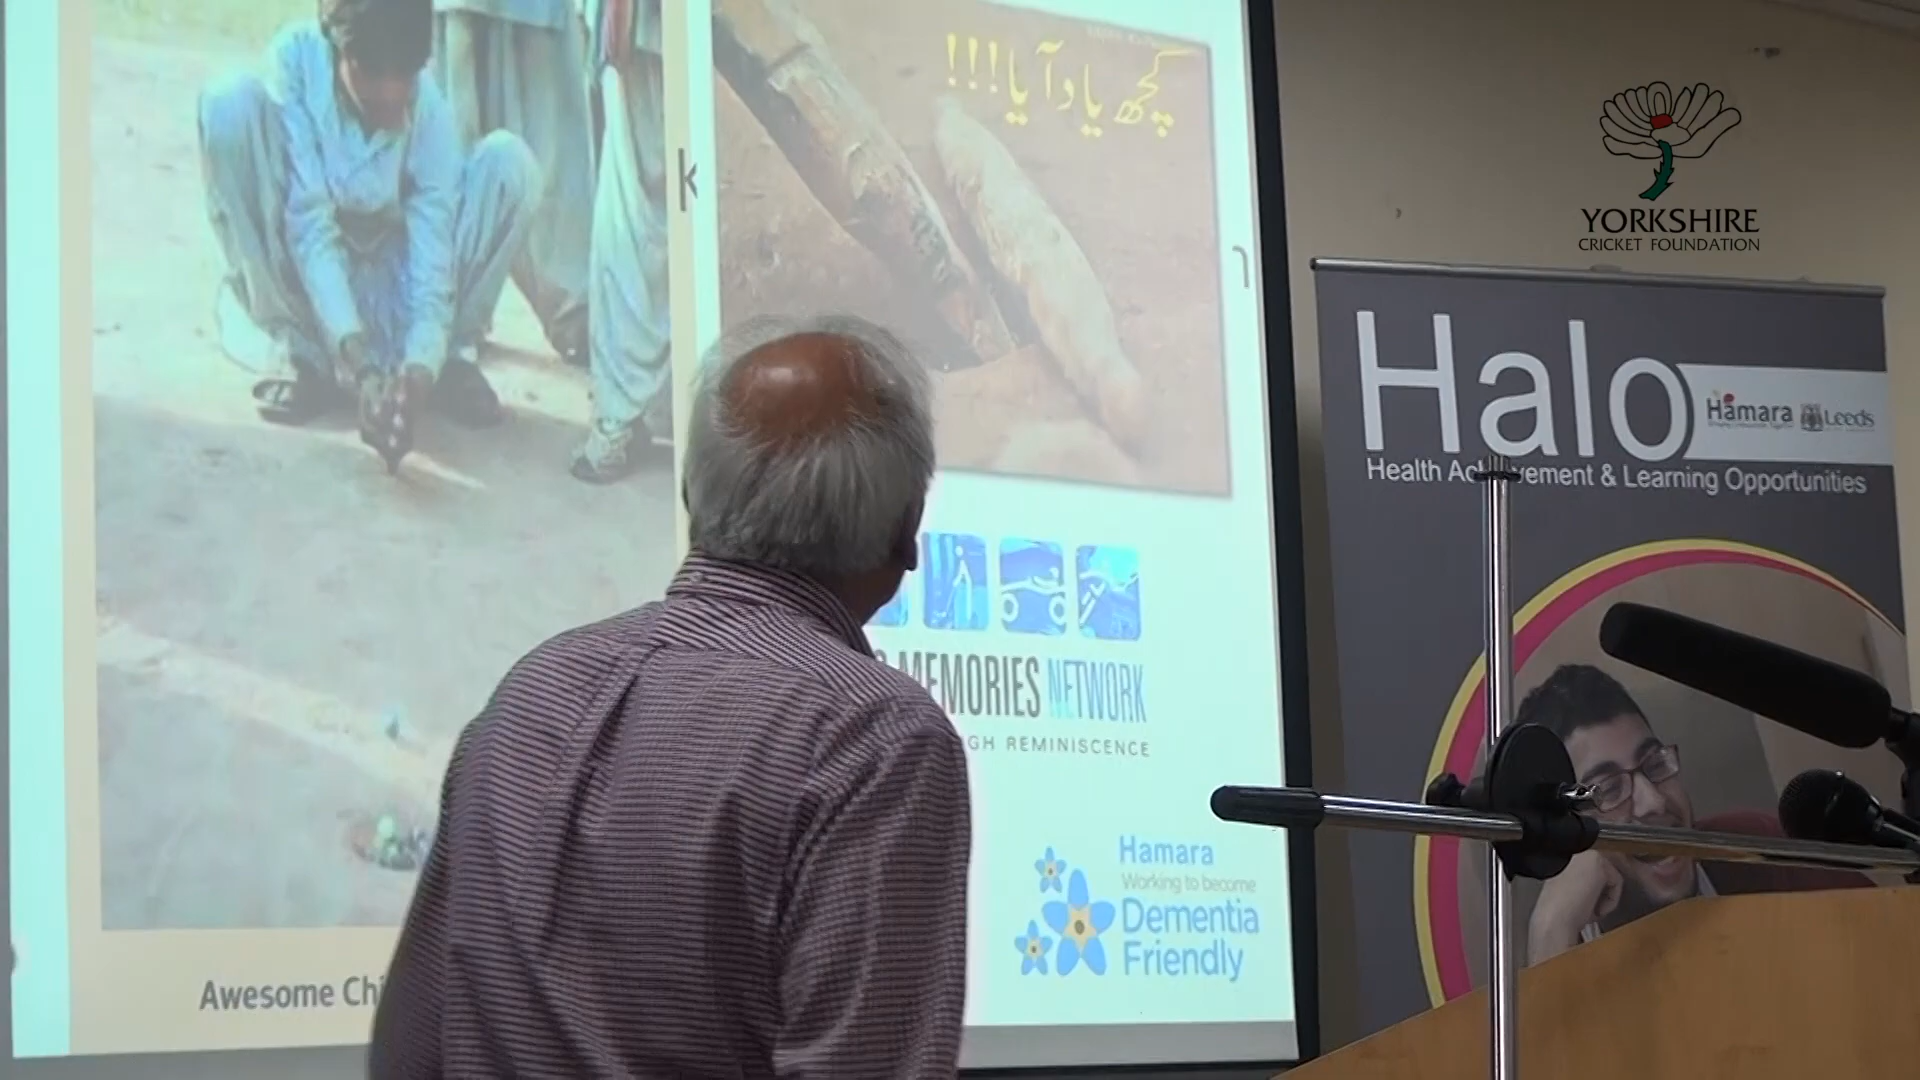 کچھ یاد آیا!!!
YORKSHIRE
CRICKET FOUNDATION
Halo
Hamara
Leeds
Health Ac vement & Learning Opportunities
MEMORIES NETWORK
GH REMINISCENCE
Hamara
Working to become
Dementia
Friendly
Awesome Chi